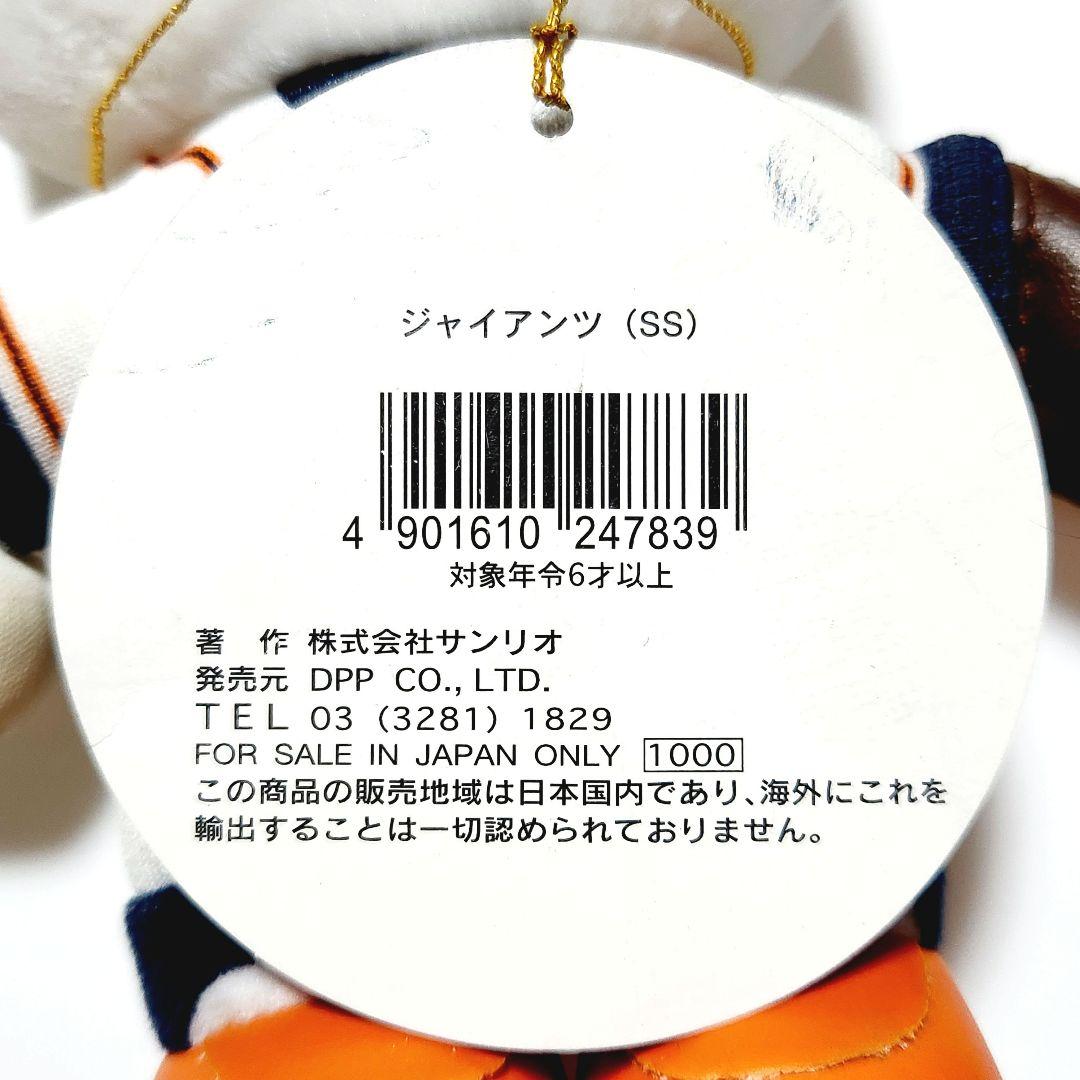 ジャイアンツ（SS）
4 901610 247839
対象年令6才以上
著　作 株式会社サンリオ
発売元 DPP CO., LTD.
TEL 03（3281）1829
FOR SALE IN JAPAN ONLY 1000
この商品の販売地域は日本国内であり、海外にこれを
輸出することは一切認められておりません。